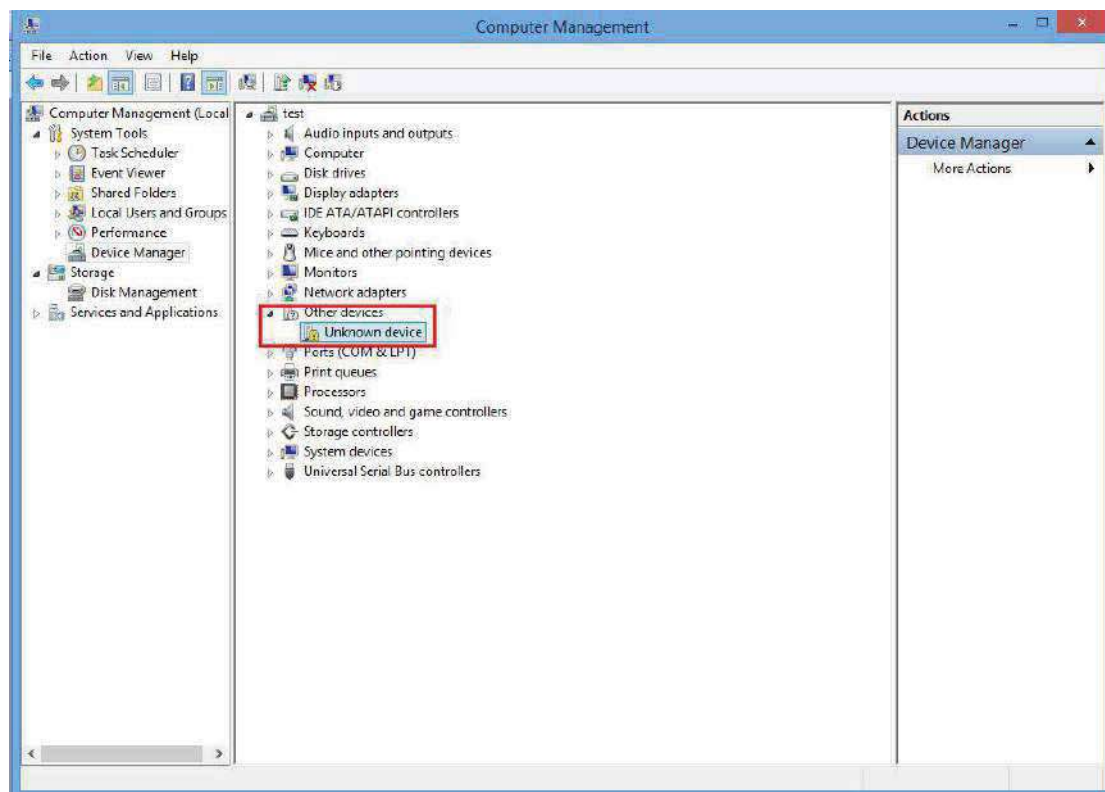 Computer Management
File Action View Help
Computer Management (Local
System Tools
Task Scheduler
Event Viewer
Shared Folders
Local Users and Groups
Performance
Device Manager
Storage
Disk Management
Services and Applications
test
Audio inputs and outputs
Computer
Disk drives
Display adapters
IDE ATA/ATAPI controllers
Keyboards
Mice and other pointing devices
Monitors
Network adapters
Other devices
Unknown device
Ports (COM & LPT)
Print queues
Processors
Sound, video and game controllers
Storage controllers
System devices
Universal Serial Bus controllers
Actions
Device Manager
More Actions